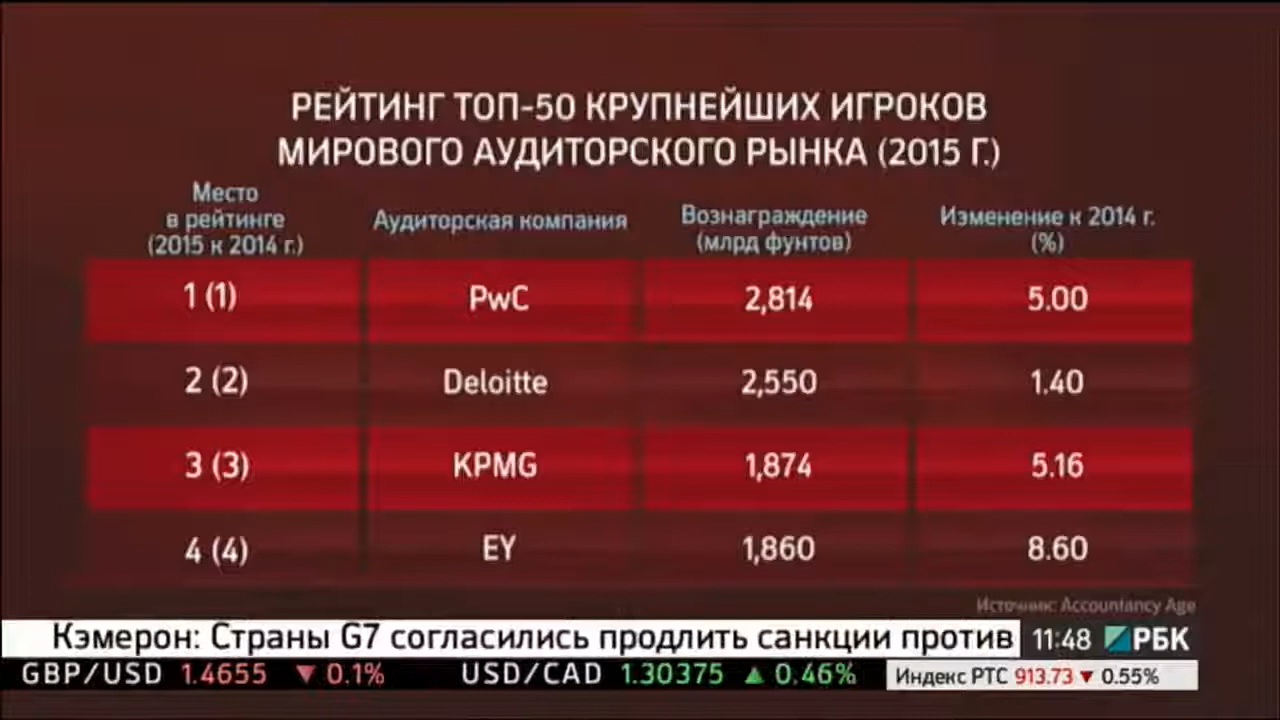 РЕЙТИНГ ТОП-50 КРУПНЕЙШИХ ИГРОКОВ
МИРОВОГО АУДИТОРСКОГО РЫНКА (2015 Г.)
Место
в рейтинге
(2015 к 2014 г.)
Аудиторская компания
Вознаграждение
(млрд фунтов)
Изменение к 2014 г.
(%)
1 (1) PwC 2,814 5.00
2 (2) Deloitte 2,550 1.40
3 (3) KPMG 1,874 5.16
4 (4) EY 1,860 8.60
Источник: Accountancy Age
Кэмерон: Страны G7 согласились продлить санкции против 11:48 РБК
GBP/USD 1.4655 ▼ 0.1% USD/CAD 1.30375 ▲ 0.46% Индекс РТС 913.73 ▼ 0.55%